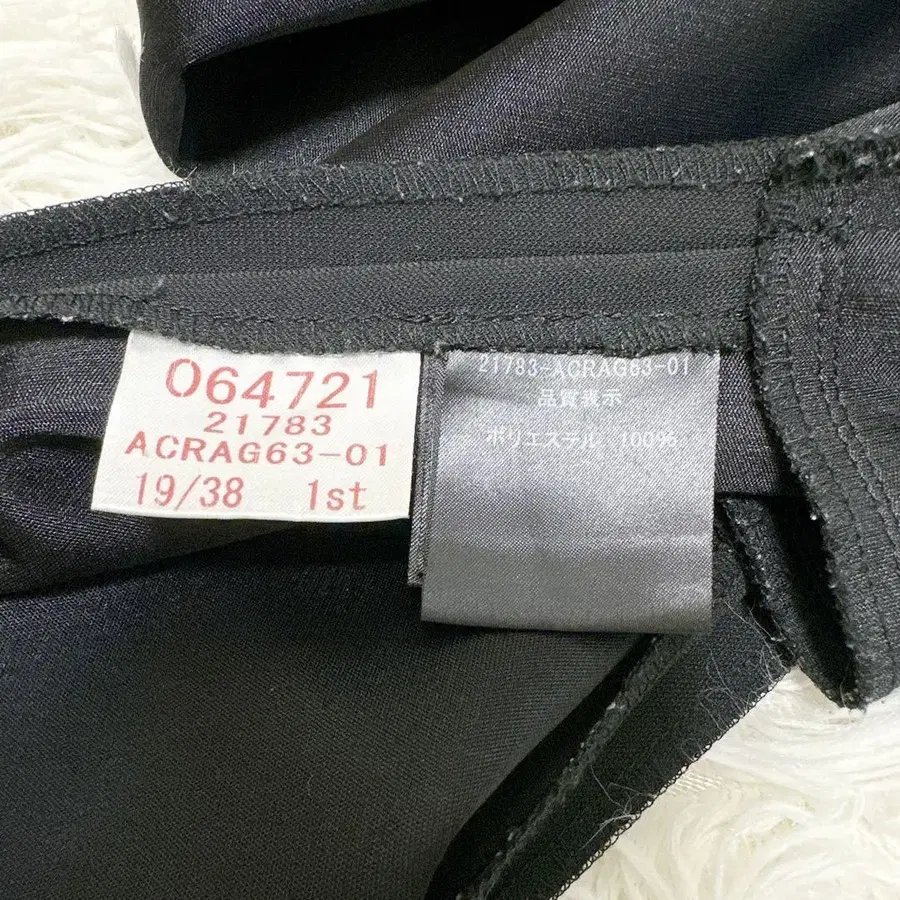 064721
21783
ACRAG63-01
19/38 1st
21783-ACRAG63-01
品質表示
ポリエステル 100%